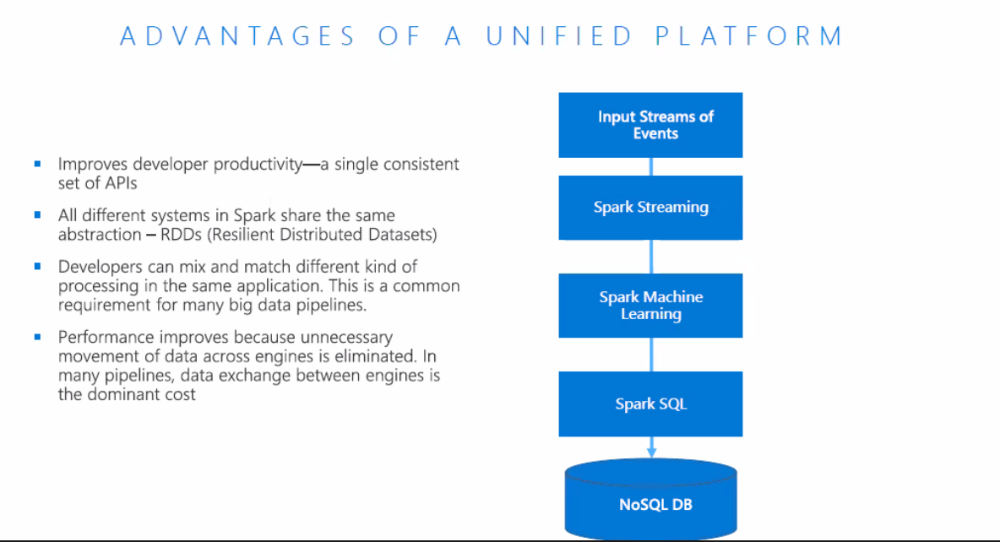 ADVANTAGES OF A UNIFIED PLATFORM
Improves developer productivity—a single consistent
set of APIs
All different systems in Spark share the same
abstraction – RDDs (Resilient Distributed Datasets)
Developers can mix and match different kind of
processing in the same application. This is a common
requirement for many big data pipelines.
Performance improves because unnecessary
movement of data across engines is eliminated. In
many pipelines, data exchange between engines is
the dominant cost
Input Streams of
Events
Spark Streaming
Spark Machine
Learning
Spark SQL
NoSQL DB